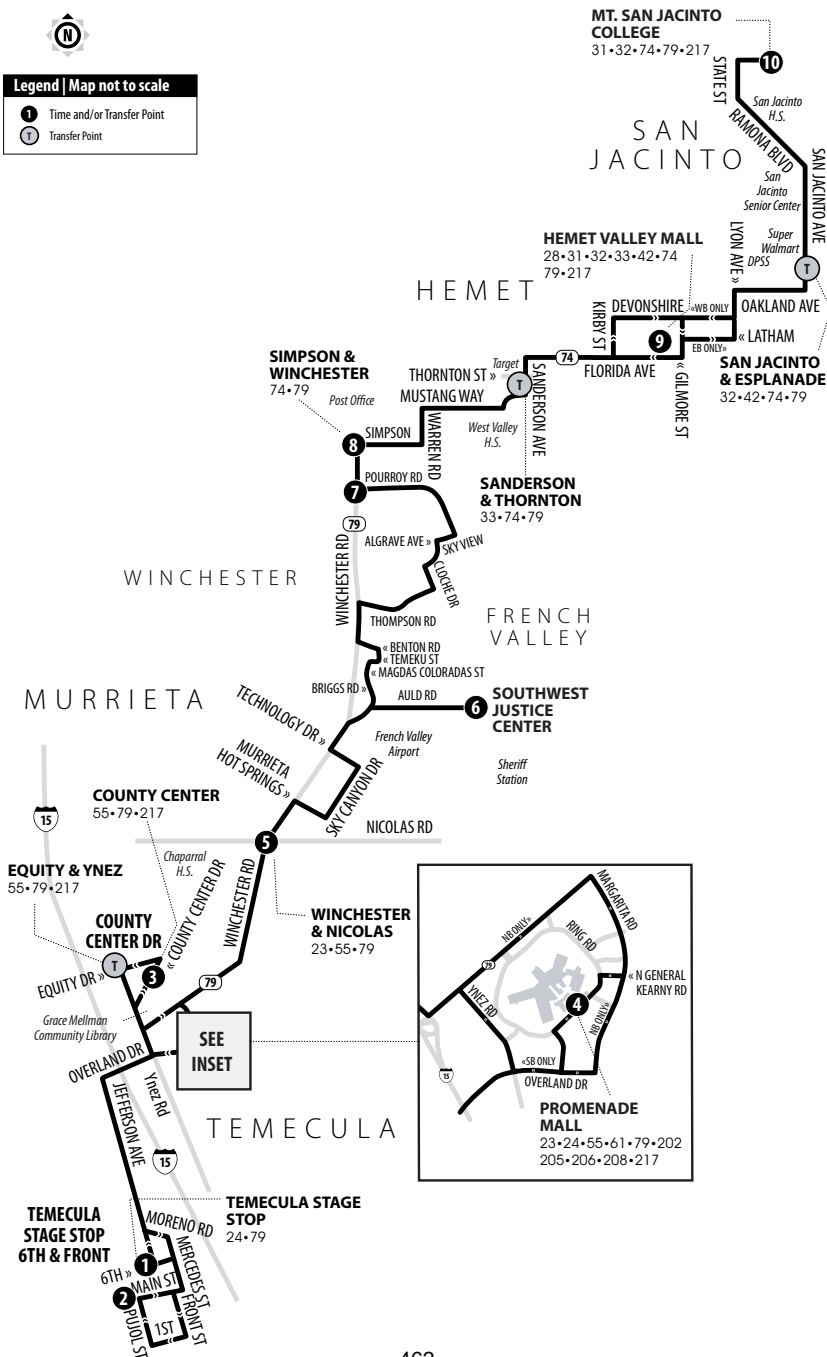 MT. SAN JACINTO
COLLEGE
31•32•74•79•217
N
Legend | Map not to scale
1 Time and/or Transfer Point
T Transfer Point
10
STATE ST
San Jacinto
H.S.
RAMONA BLVD
SAN
JACINTO
San
Jacinto
Senior Center
SAN JACINTO AVE
Super
Walmart
LYON AVE »
DPSS
T
HEMET VALLEY MALL
28•31•32•33•42•74
79•217
HEMET
KIRBY ST
DEVONSHIRE
«WB ONLY
OAKLAND AVE
9
« LATHAM
EB ONLY»
SAN JACINTO
& ESPLANADE
32•42•74•79
SIMPSON &
WINCHESTER
74•79
Post Office
Target
THORNTON ST »
T
74
FLORIDA AVE
« GILMORE ST
MUSTANG WAY
SANDERSON AVE
8
SIMPSON
WARREN RD
West Valley
H.S.
7
POURROY RD
SANDERSON
& THORNTON
33•74•79
79
ALGRAVE AVE »
SKY VIEW
WINCHESTER RD
CLOCHE DR
WINCHESTER
THOMPSON RD
FRENCH
VALLEY
« BENTON RD
« TEMEKU ST
« MAGDAS COLORADAS ST
BRIGGS RD »
AULD RD
6
SOUTHWEST
JUSTICE
CENTER
MURRIETA
TECHNOLOGY DR »
French Valley
Airport
Sheriff
Station
MURRIETA
HOT SPRINGS »
SKY CANYON DR
COUNTY CENTER
55•79•217
15
NICOLAS RD
5
Chaparral
H.S.
EQUITY & YNEZ
55•79•217
« COUNTY CENTER DR
WINCHESTER RD
WINCHESTER
& NICOLAS
23•55•79
COUNTY
CENTER DR
T
EQUITY DR »
3
79
Grace Mellman
Community Library
SEE
INSET
OVERLAND DR
Ynez Rd
JEFFERSON AVE
TEMECULA
15
MARGARITA RD
NB ONLY»
RING RD
79
« N GENERAL
KEARNY RD
YNEZ RD
4
NB ONLY»
15
«SB ONLY
OVERLAND DR
PROMENADE
MALL
23•24•55•61•79•202
205•206•208•217
TEMECULA STAGE
STOP
24•79
TEMECULA
STAGE STOP
6TH & FRONT
MORENO RD
1
6TH »
MERCEDES ST
MAIN ST
2
FRONT ST
PUJOL ST
1ST
462